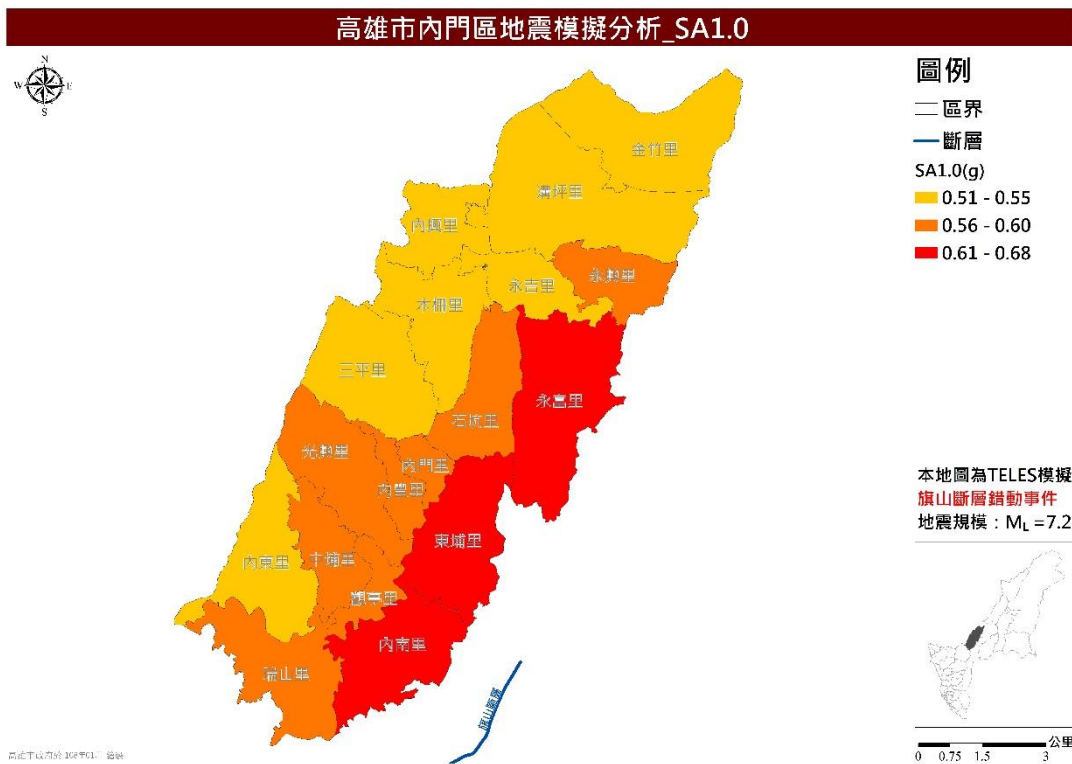 高雄市內門區地震模擬分析_SA1.0
N
W
E
S
圖例
區界
斷層
SA1.0(g)
0.51 - 0.55
0.56 - 0.60
0.61 - 0.68
金竹里
溝坪里
內興里
永興里
永吉里
木柵里
三平里
永富里
石坑里
光興里
內門里
內豐里
東埔里
內東里
中埔里
觀亭里
內南里
瑞山里
旗山斷層
本地圖為TELES模擬
旗山斷層錯動事件
地震規模：ML =7.2
公里
0 0.75 1.5 3